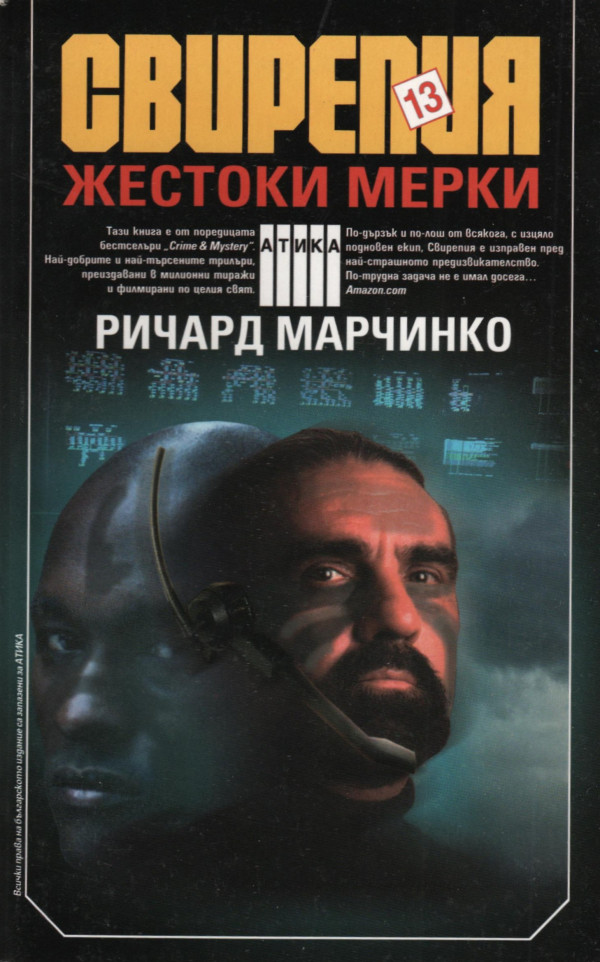 СВИРЕПИЯ
13
ЖЕСТОКИ МЕРКИ
Тази книга е от поредицата
бестселъри „Crime & Mystery".
Най-добрите и най-търсените трилъри,
преиздавани в милионни тиражи
и филмирани по целия свят.
АТИКА
По-дързък и по-лош от всякога, с изцяло
подновен екип, Свирепия е изправен пред
най-страшното предизвикателство.
По-трудна задача не е имал досега...
Amazon.com
РИЧАРД МАРЧИНКО
Всички права на българското издание са запазени за АТИКА